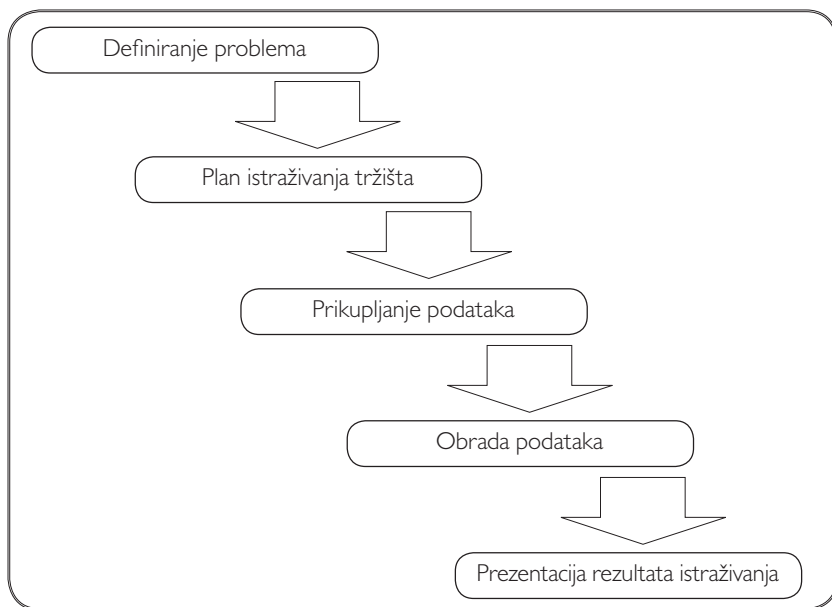 Definiranje problema
Plan istraživanja tržišta
Prikupljanje podataka
Obrada podataka
Prezentacija rezultata istraživanja